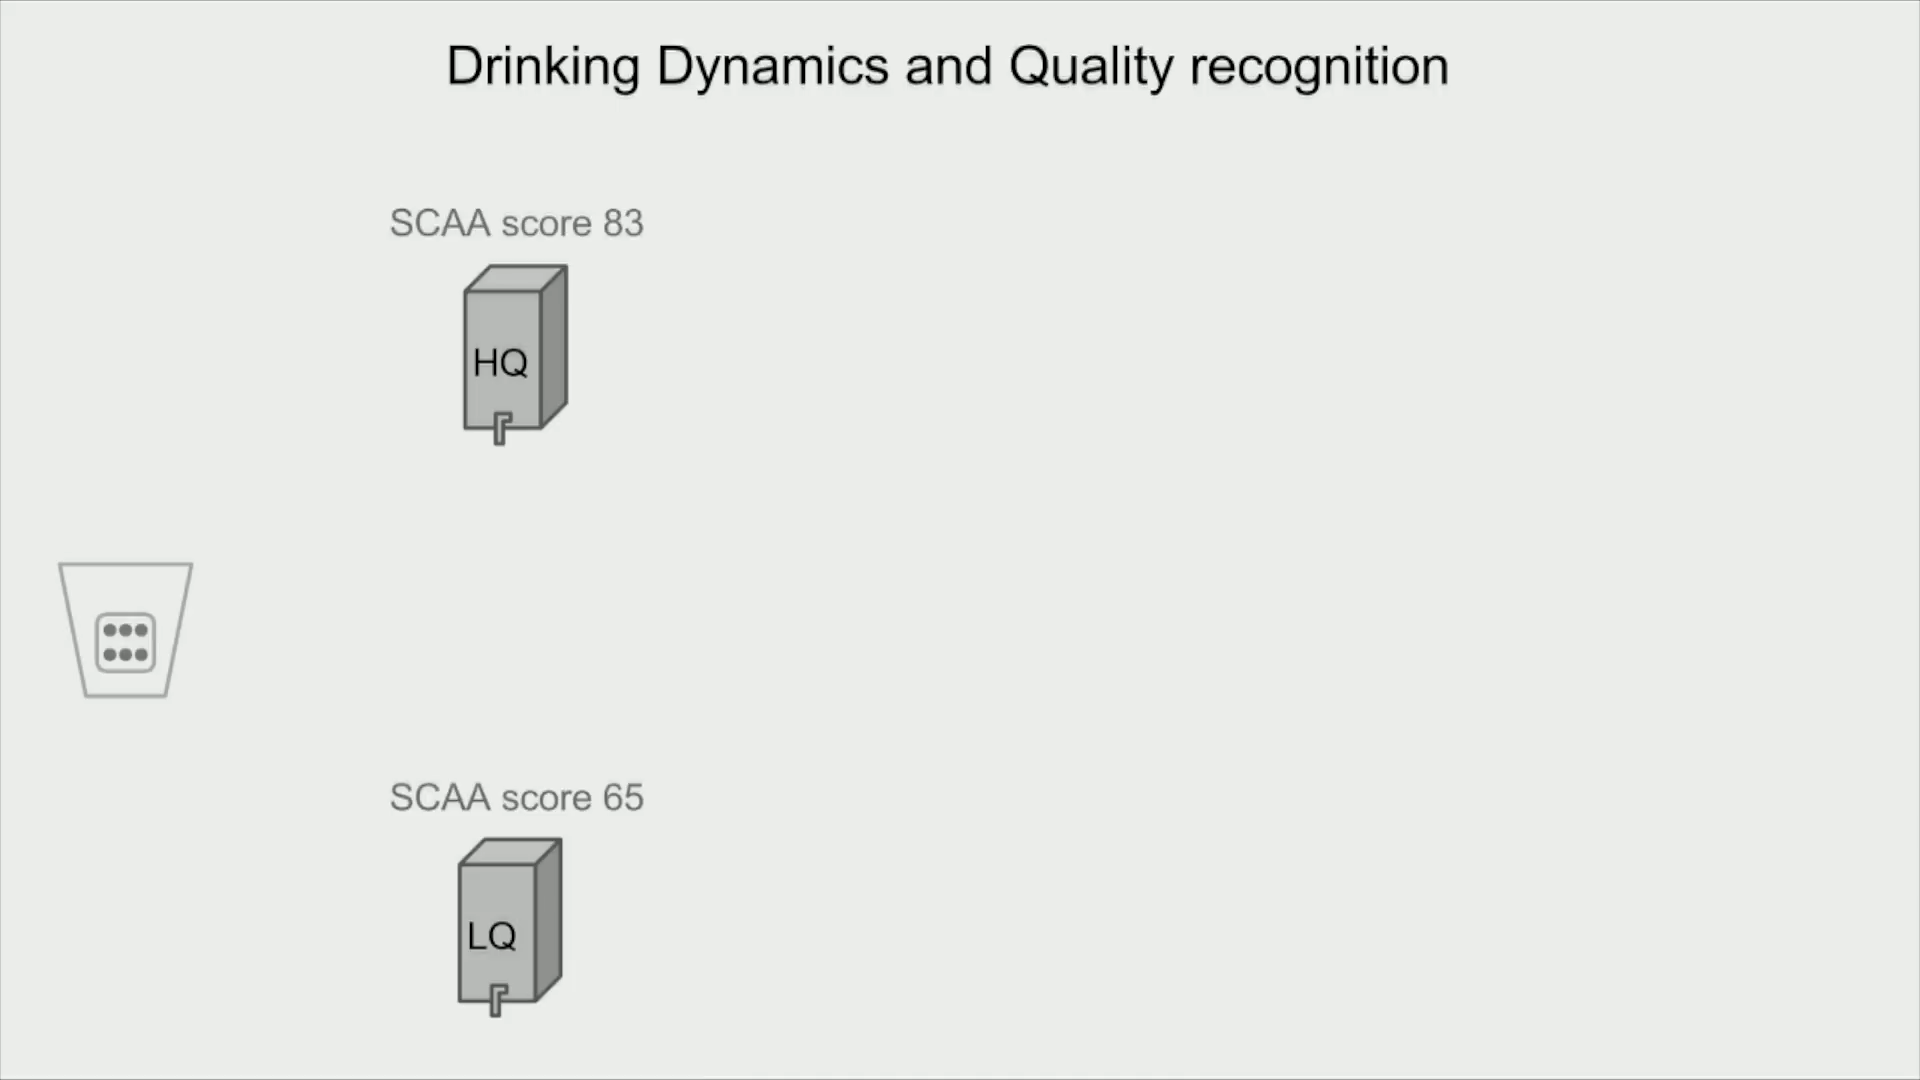 Drinking Dynamics and Quality recognition
SCAA score 83
HQ
SCAA score 65
LQ